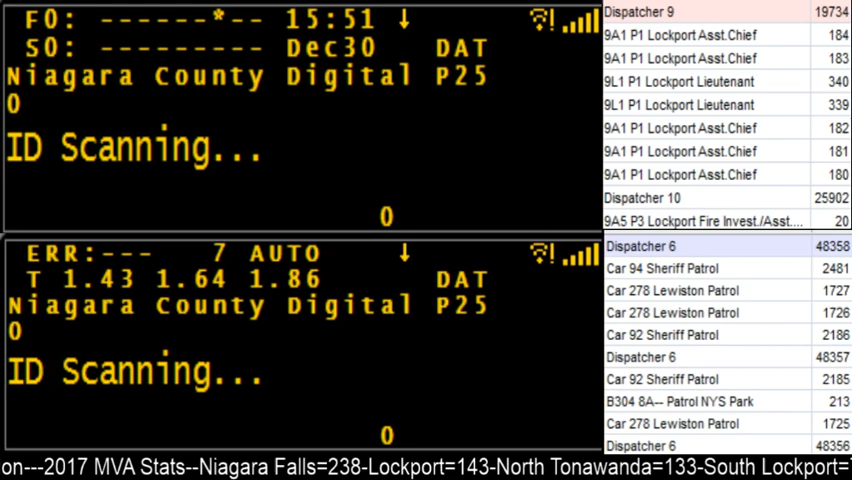 F0: ------*-- 15:51 ↓
S0: --------- Dec30 DAT
Niagara County Digital P25
0
ID Scanning...
0
Dispatcher 9 19734
9A1 P1 Lockport Asst.Chief 184
9A1 P1 Lockport Asst.Chief 183
9L1 P1 Lockport Lieutenant 340
9L1 P1 Lockport Lieutenant 339
9A1 P1 Lockport Asst.Chief 182
9A1 P1 Lockport Asst.Chief 181
9A1 P1 Lockport Asst.Chief 180
Dispatcher 10 25902
9A5 P3 Lockport Fire Invest./Asst.... 20
ERR:--- 7 AUTO ↓
T 1.43 1.64 1.86 DAT
Niagara County Digital P25
0
ID Scanning...
0
Dispatcher 6 48358
Car 94 Sheriff Patrol 2481
Car 278 Lewiston Patrol 1727
Car 278 Lewiston Patrol 1726
Car 92 Sheriff Patrol 2186
Dispatcher 6 48357
Car 92 Sheriff Patrol 2185
B304 8A-- Patrol NYS Park 213
Car 278 Lewiston Patrol 1725
Dispatcher 6 48356
on---2017 MVA Stats--Niagara Falls=238-Lockport=143-North Tonawanda=133-South Lockport=